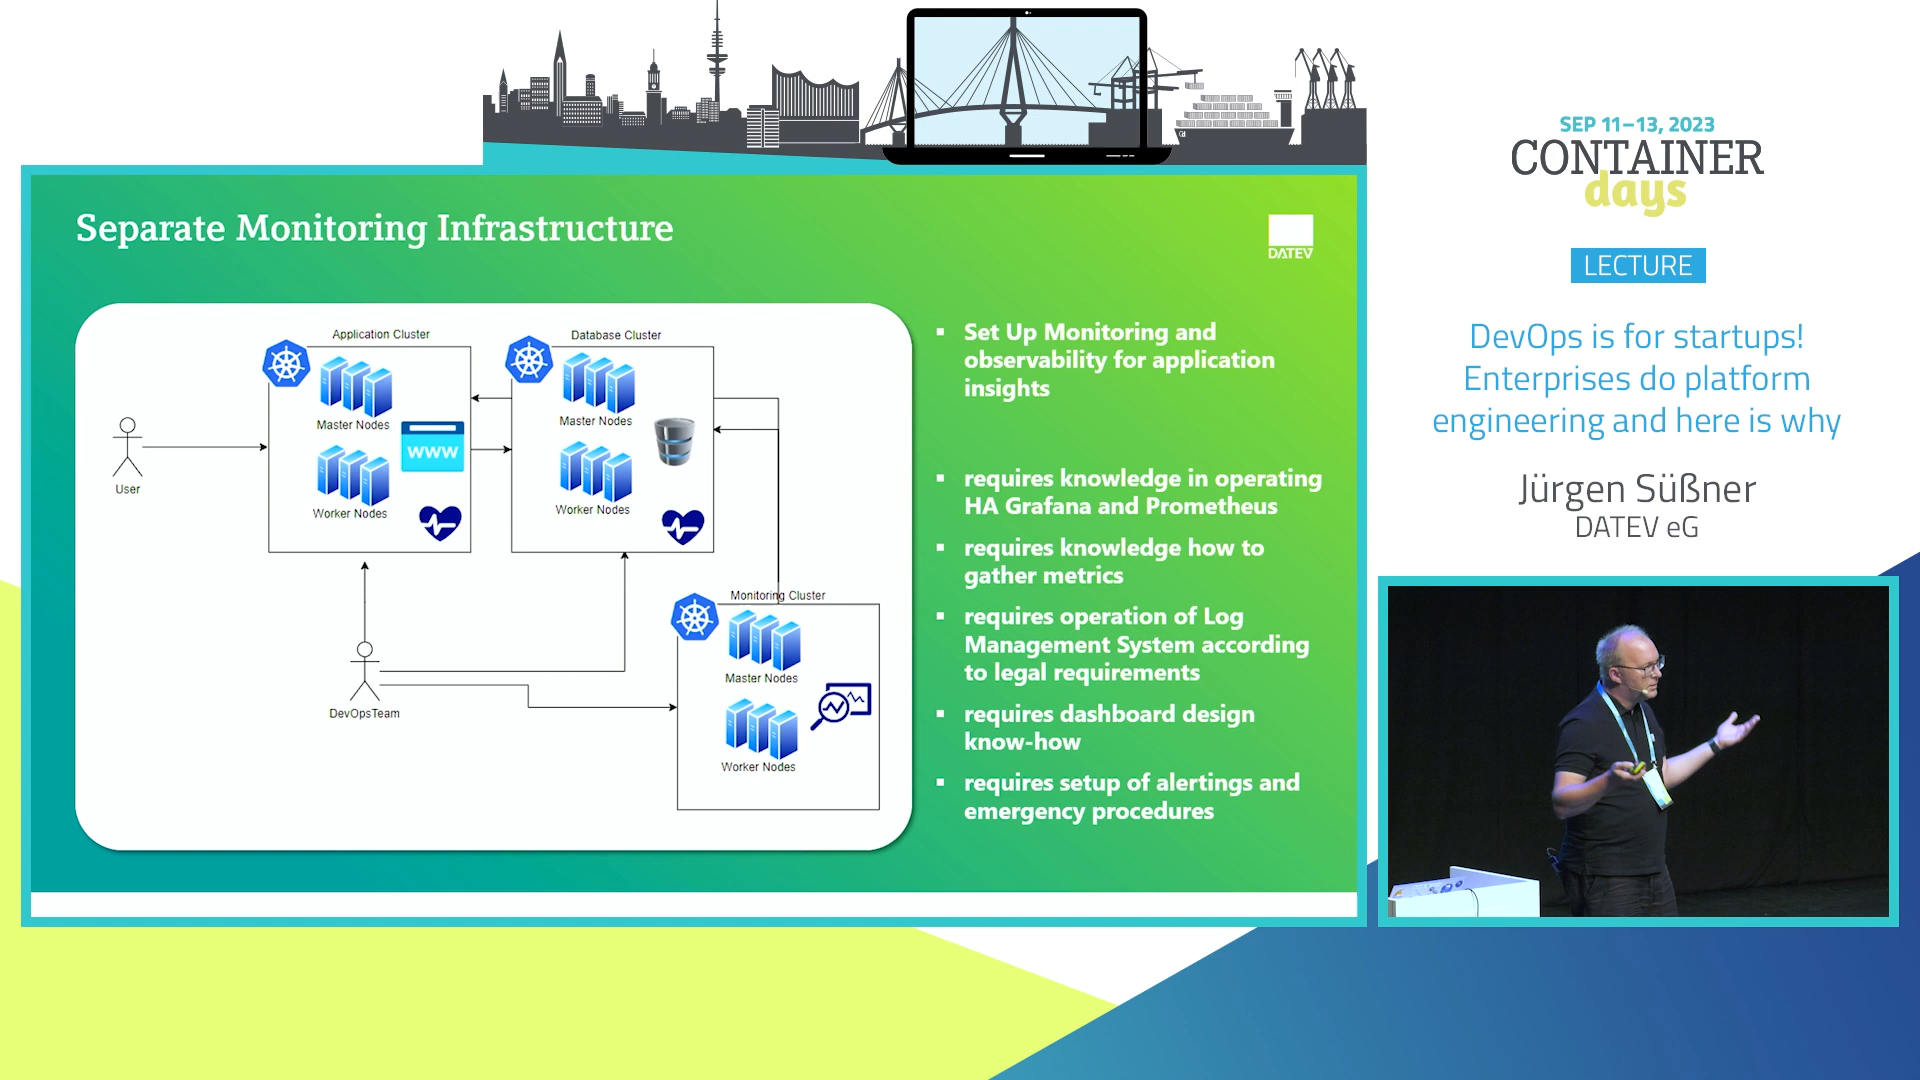 SEP 11–13, 2023
CONTAINER
days
LECTURE
DevOps is for startups!
Enterprises do platform
engineering and here is why
Jürgen Süßner
DATEV eG
Separate Monitoring Infrastructure
DATEV
Application Cluster
Master Nodes
WWW
Worker Nodes
Database Cluster
Master Nodes
Worker Nodes
User
DevOpsTeam
Monitoring Cluster
Master Nodes
Worker Nodes
▪ Set Up Monitoring and
observability for application
insights
▪ requires knowledge in operating
HA Grafana and Prometheus
▪ requires knowledge how to
gather metrics
▪ requires operation of Log
Management System according
to legal requirements
▪ requires dashboard design
know-how
▪ requires setup of alertings and
emergency procedures